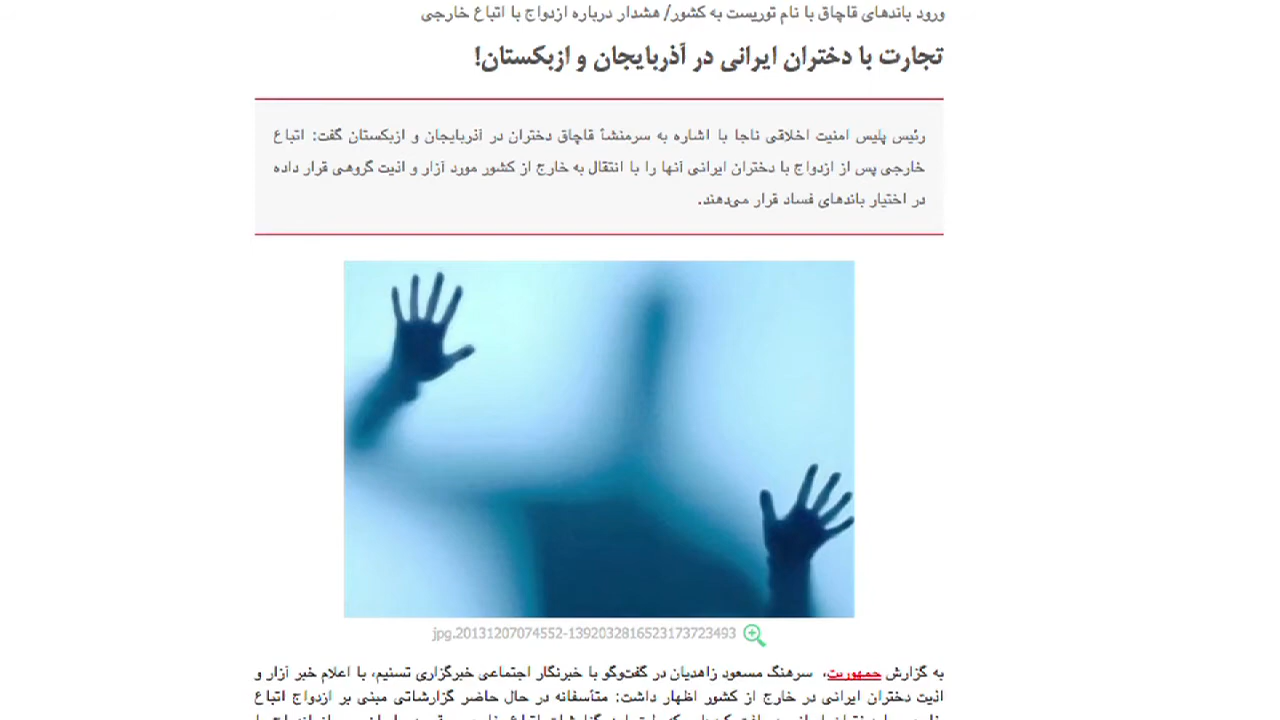 ورود باندهای قاچاق با نام توریست به کشور/ هشدار درباره ازدواج با اتباع خارجی
تجارت با دختران ایرانی در آذربایجان و ازبکستان!
رئیس پلیس امنیت اخلاقی ناجا با اشاره به سرمنشأ قاچاق دختران در آذربایجان و ازبکستان گفت: اتباع
خارجی پس از ازدواج با دختران ایرانی آنها را با انتقال به خارج از کشور مورد آزار و اذیت گروهی قرار داده
در اختیار باندهای فساد قرار می‌دهند.
1392032816523173723493-20131207074552.jpg
به گزارش جمهوریت، سرهنگ مسعود زاهدیان در گفت‌وگو با خبرنگار اجتماعی خبرگزاری تسنیم، با اعلام خبر آزار و
اذیت دختران ایرانی در خارج از کشور اظهار داشت: متأسفانه در حال حاضر گزارشاتی مبنی بر ازدواج اتباع